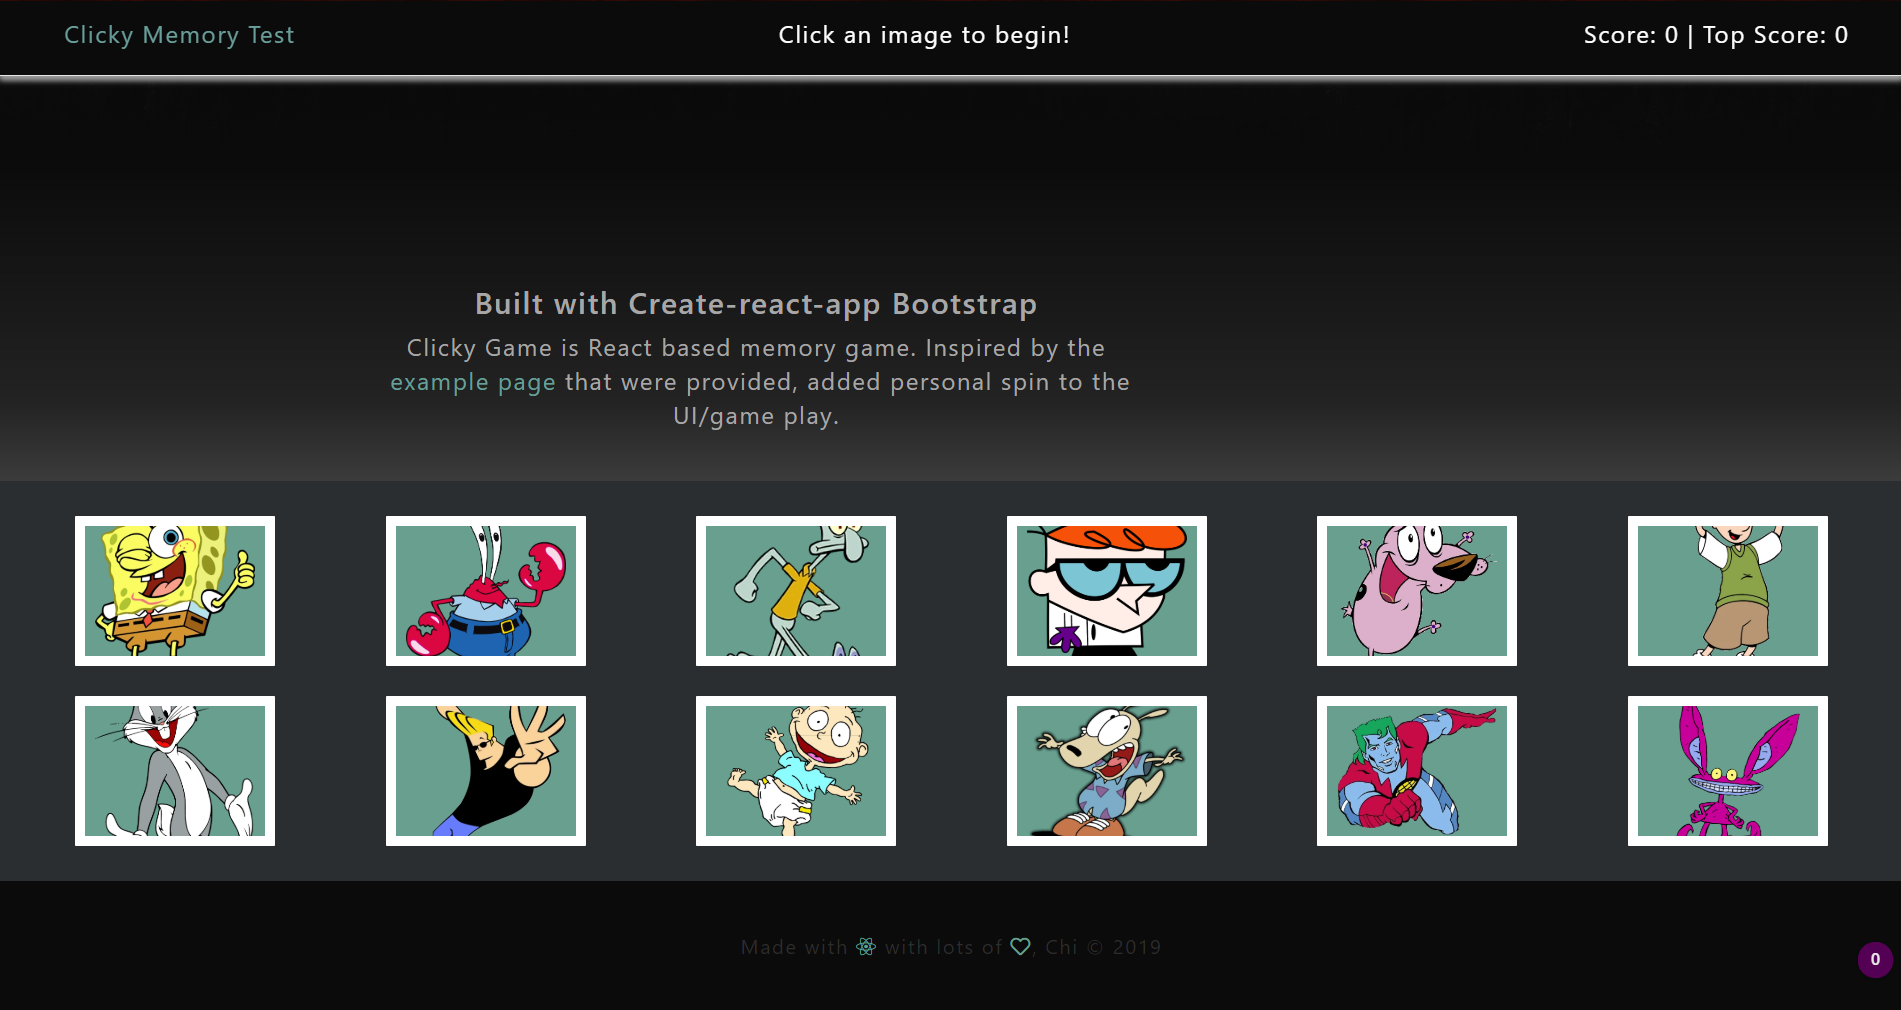 Clicky Memory Test
Click an image to begin!
Score: 0 | Top Score: 0
Built with Create-react-app Bootstrap
Clicky Game is React based memory game. Inspired by the
example page that were provided, added personal spin to the
UI/game play.
Made with with lots of , Chi © 2019
0